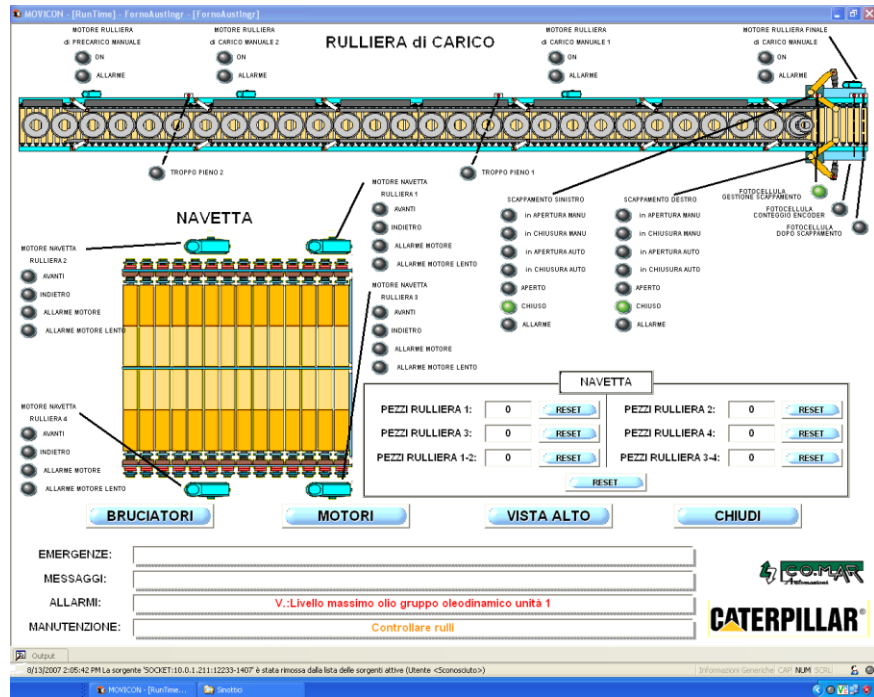 MOVICON - [RunTime] - FornoAustIngr - [FornoAustIngr]
MOTORE RULLIERA
di PRECARICO MANUALE
ON
ALLARME
MOTORE RULLIERA
di CARICO MANUALE 2
ON
ALLARME
RULLIERA di CARICO
MOTORE RULLIERA
di CARICO MANUALE 1
ON
ALLARME
MOTORE RULLIERA FINALE
di CARICO MANUALE
ON
ALLARME
TROPPO PIENO 2
TROPPO PIENO 1
NAVETTA
MOTORE NAVETTA
RULLIERA 1
AVANTI
INDIETRO
ALLARME MOTORE
ALLARME MOTORE LENTO
MOTORE NAVETTA
RULLIERA 2
AVANTI
INDIETRO
ALLARME MOTORE
ALLARME MOTORE LENTO
MOTORE NAVETTA
RULLIERA 3
AVANTI
INDIETRO
ALLARME MOTORE
ALLARME MOTORE LENTO
MOTORE NAVETTA
RULLIERA 4
AVANTI
INDIETRO
ALLARME MOTORE
ALLARME MOTORE LENTO
SCAPPAMENTO SINISTRO
in APERTURA MANU
in CHIUSURA MANU
in APERTURA AUTO
in CHIUSURA AUTO
APERTO
CHIUSO
ALLARME
SCAPPAMENTO DESTRO
in APERTURA MANU
in CHIUSURA MANU
in APERTURA AUTO
in CHIUSURA AUTO
APERTO
CHIUSO
ALLARME
FOTOCELLULA
GESTIONE SCAPPAMENTO
FOTOCELLULA
CONTEGGIO ENCODER
FOTOCELLULA
DOPO SCAPPAMENTO
NAVETTA
PEZZI RULLIERA 1: 0 RESET PEZZI RULLIERA 2: 0 RESET
PEZZI RULLIERA 3: 0 RESET PEZZI RULLIERA 4: 0 RESET
PEZZI RULLIERA 1-2: 0 RESET PEZZI RULLIERA 3-4: 0 RESET
RESET
BRUCIATORI MOTORI VISTA ALTO CHIUDI
EMERGENZE:
MESSAGGI:
ALLARMI: V.:Livello massimo olio gruppo oleodinamico unità 1
MANUTENZIONE: Controllare rulli
CO.MAR
Automazioni
CATERPILLAR®
Output
8/13/2007 2:05:42 PM La sorgente 'SOCKET:10.0.1.211:12233-1407' è stata rimossa dalla lista delle sorgenti attive (Utente <Sconosciuto>)
Informazioni Generiche CAP NUM SCRL
MOVICON - [RunTime... Sinottici